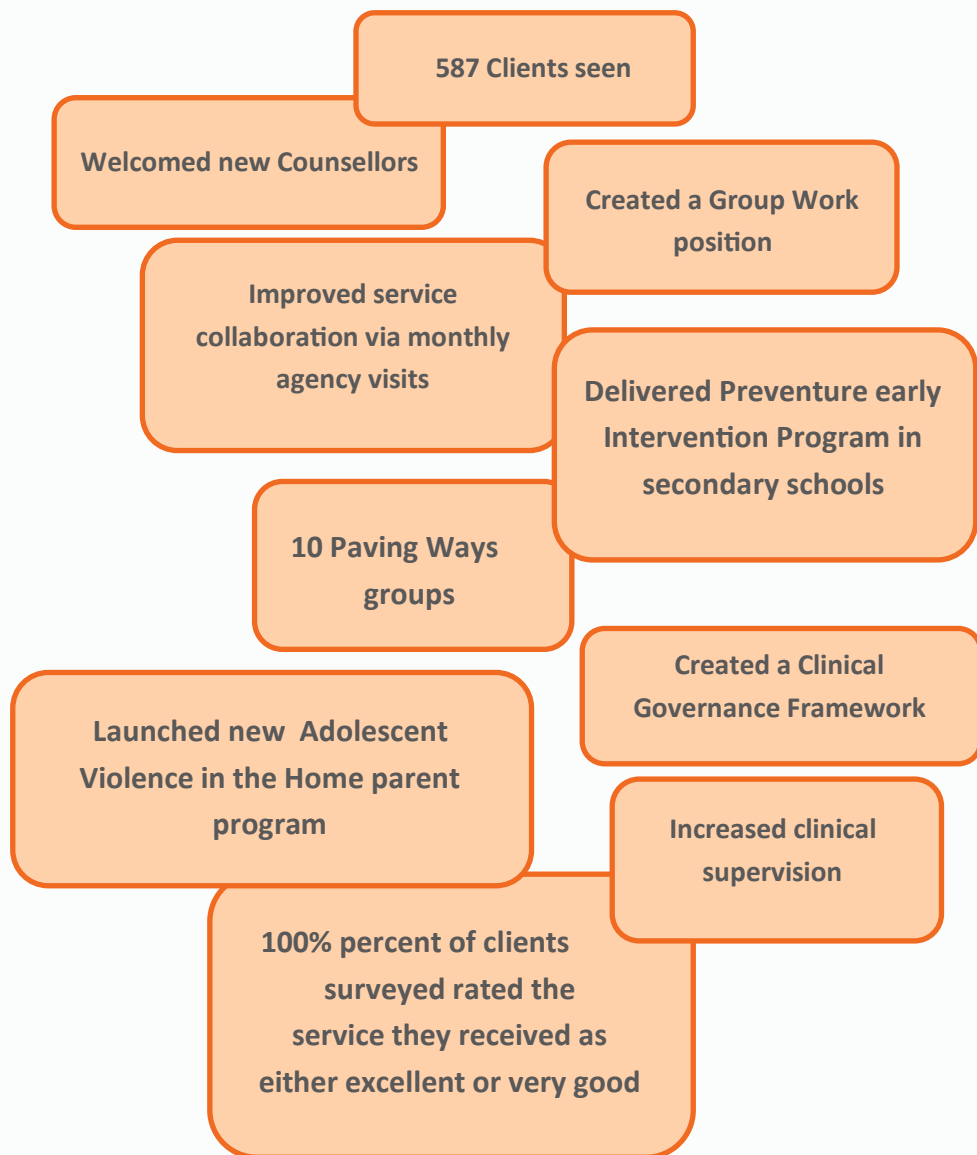 587 Clients seen
Welcomed new Counsellors
Created a Group Work
position
Improved service
collaboration via monthly
agency visits
Delivered Preventure early
Intervention Program in
secondary schools
10 Paving Ways
groups
Created a Clinical
Governance Framework
Launched new Adolescent
Violence in the Home parent
program
Increased clinical
supervision
100% percent of clients
surveyed rated the
service they received as
either excellent or very good